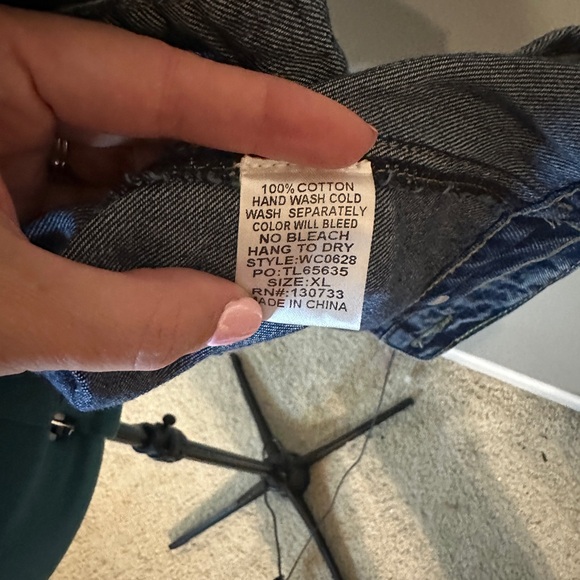 100% COTTON
HAND WASH COLD
WASH SEPARATELY
COLOR WILL BLEED
NO BLEACH
HANG TO DRY
STYLE:WC0628
PO:TL65635
SIZE:XL
RN#:130733
MADE IN CHINA